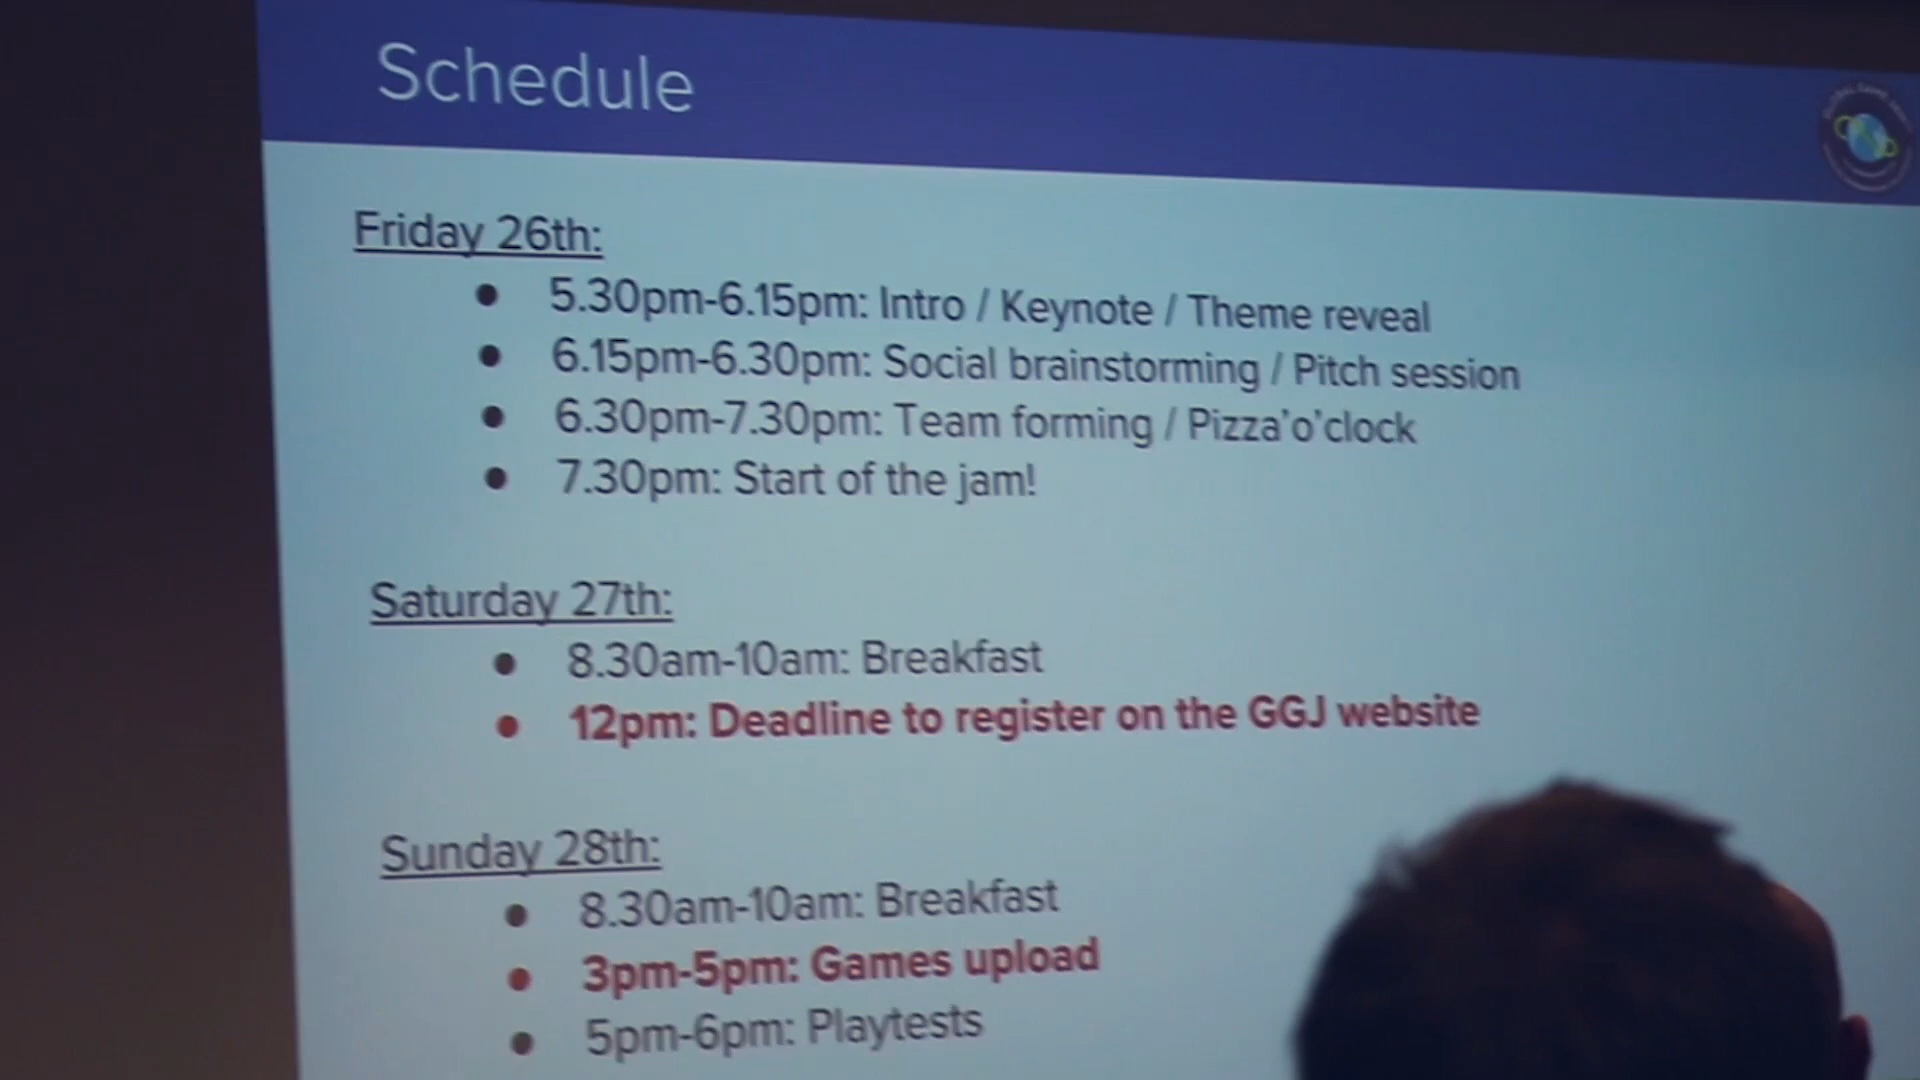 Schedule
Friday 26th:
● 5.30pm-6.15pm: Intro / Keynote / Theme reveal
● 6.15pm-6.30pm: Social brainstorming / Pitch session
● 6.30pm-7.30pm: Team forming / Pizza'o'clock
● 7.30pm: Start of the jam!
Saturday 27th:
● 8.30am-10am: Breakfast
● 12pm: Deadline to register on the GGJ website
Sunday 28th:
● 8.30am-10am: Breakfast
● 3pm-5pm: Games upload
● 5pm-6pm: Playtests